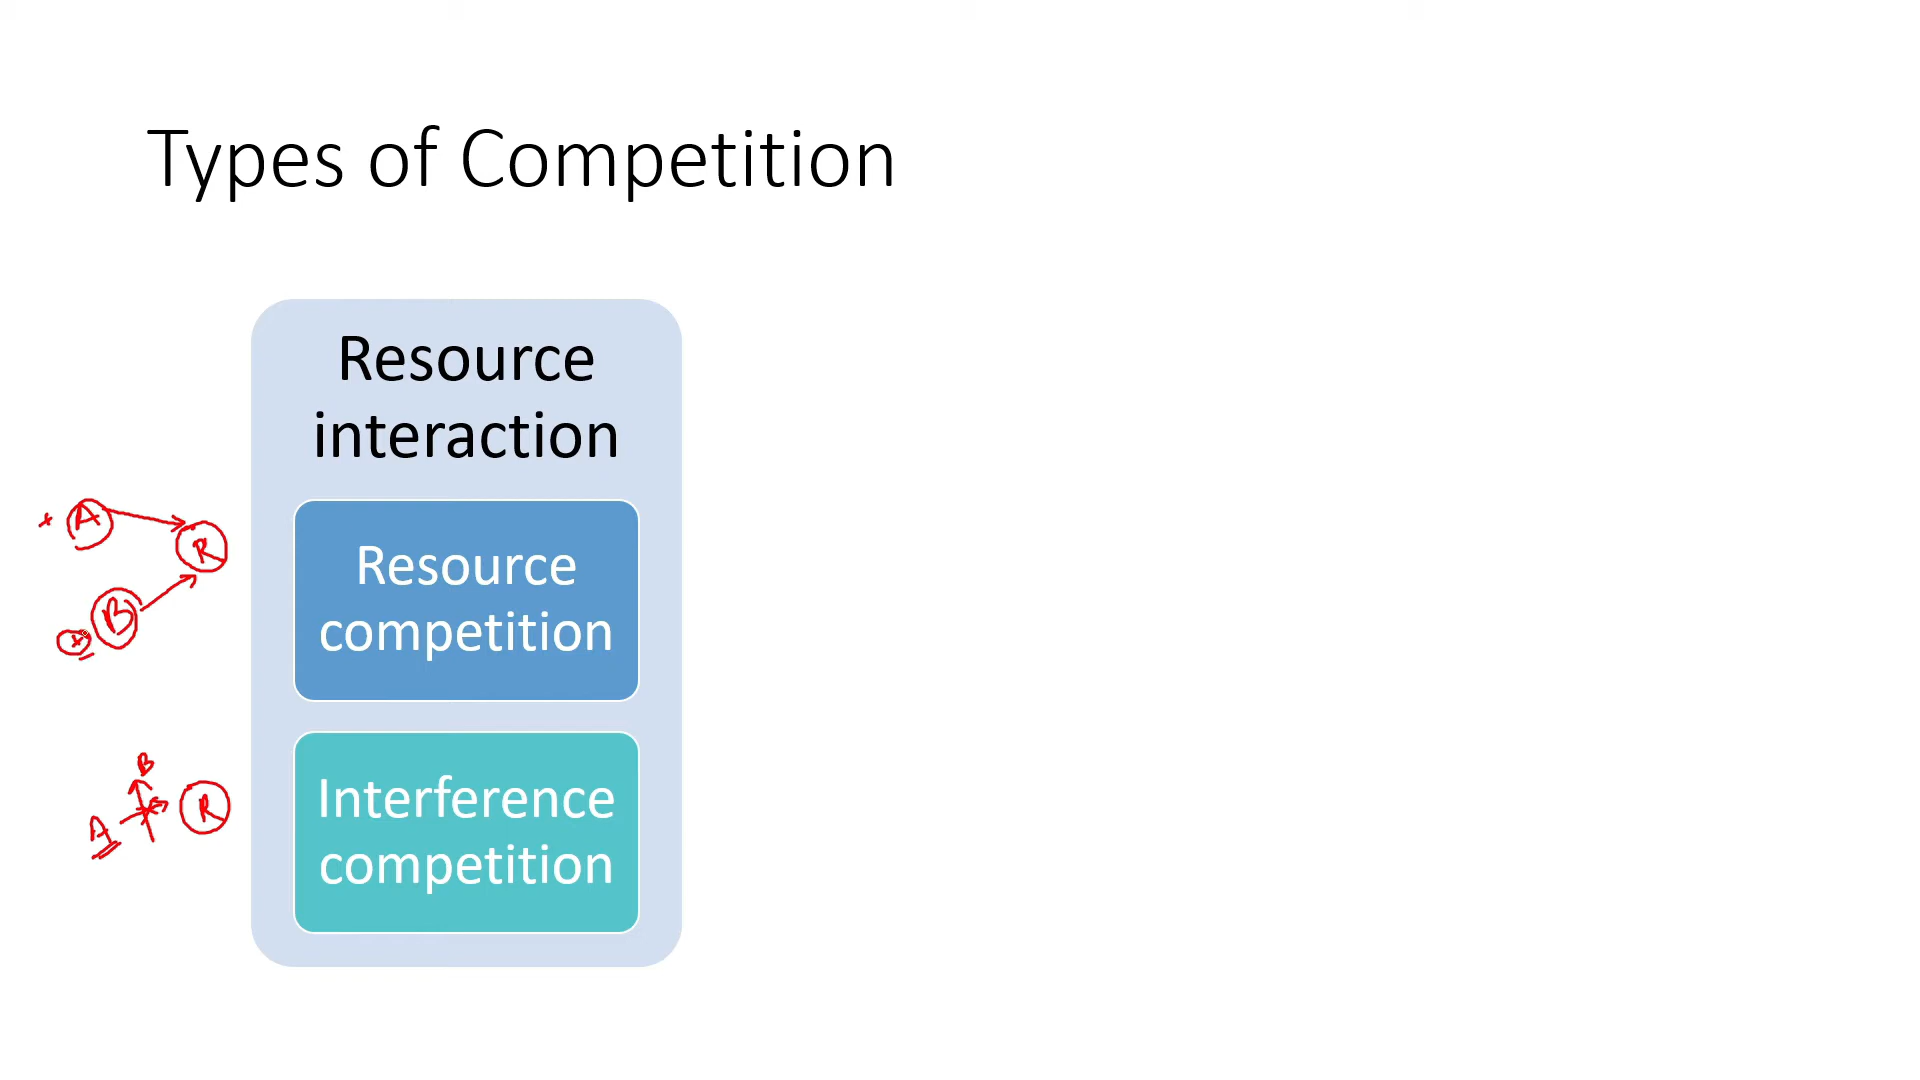 Types of Competition
Resource
interaction
Resource
competition
Interference
competition
+ A
R
B
+
B
A
R